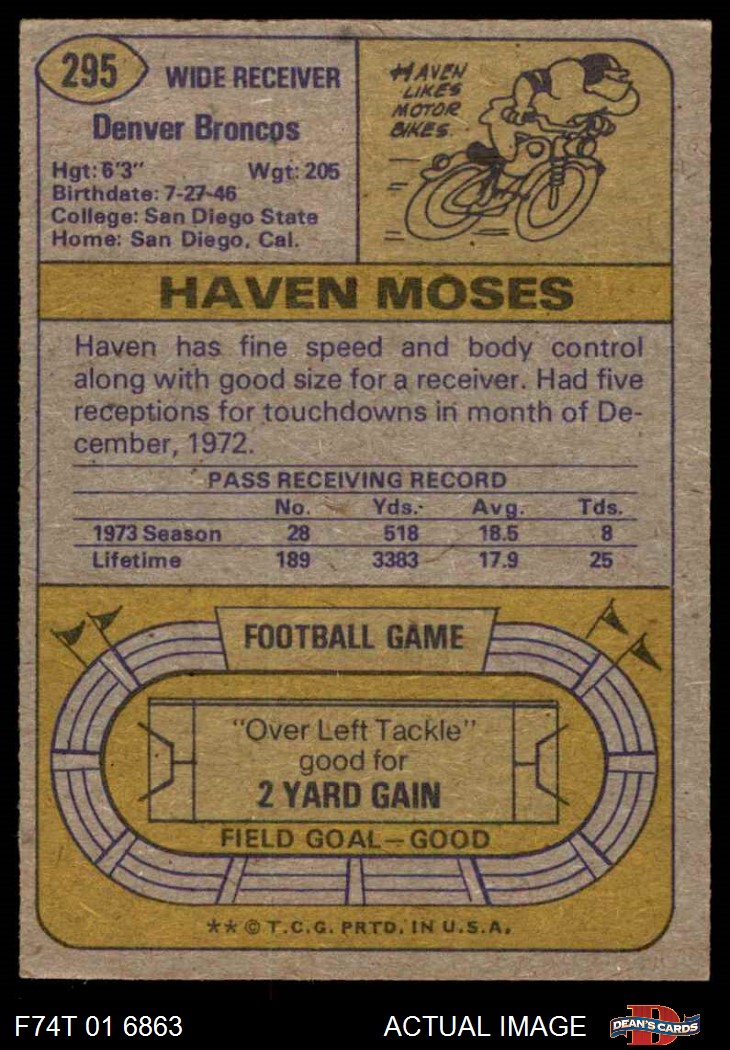 295
WIDE RECEIVER
Denver Broncos
Hgt: 6'3" Wgt: 205
Birthdate: 7-27-46
College: San Diego State
Home: San Diego, Cal.
HAVEN
LIKES
MOTOR
BIKES.
HAVEN MOSES
Haven has fine speed and body control
along with good size for a receiver. Had five
receptions for touchdowns in month of De-
cember, 1972.
PASS RECEIVING RECORD
No. Yds. Avg. Tds.
1973 Season 28 518 18.5 8
Lifetime 189 3383 17.9 25
FOOTBALL GAME
"Over Left Tackle"
good for
2 YARD GAIN
FIELD GOAL—GOOD
** © T.C.G. PRTD. IN U.S.A.
F74T 01 6863
ACTUAL IMAGE
D
DEAN'S CARDS